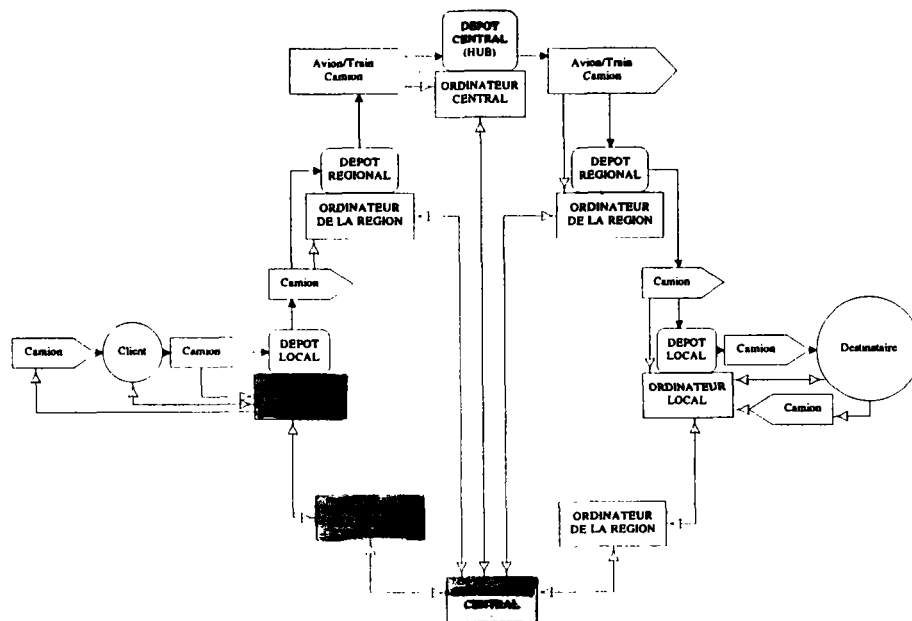 DEPOT
CENTRAL
(HUB)
Avion/Train
Camion
Avion/Train
Camion
ORDINATEUR
CENTRAL
DEPOT
REGIONAL
DEPOT
REGIONAL
ORDINATEUR
DE LA REGION
ORDINATEUR
DE LA REGION
Camion
Camion
Camion
Client
Camion
DEPOT
LOCAL
DEPOT
LOCAL
Camion
Destinataire
ORDINATEUR
LOCAL
Camion
ORDINATEUR
DE LA REGION
CENTRAL